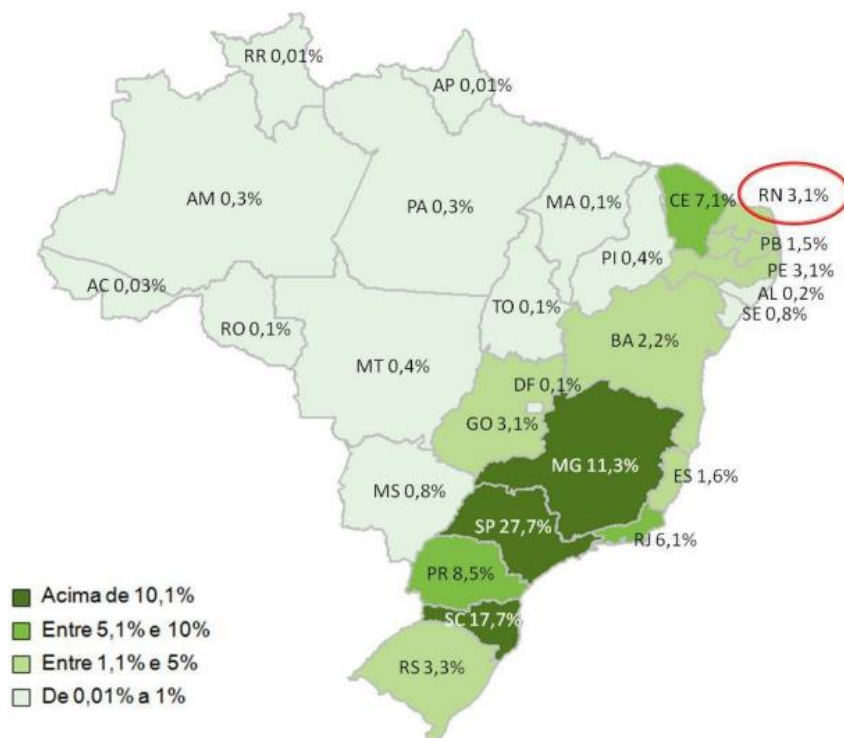 RR 0,01%
AP 0,01%
AM 0,3%
PA 0,3%
MA 0,1%
CE 7,1%
RN 3,1%
PI 0,4%
PB 1,5%
PE 3,1%
AC 0,03%
AL 0,2%
TO 0,1%
SE 0,8%
RO 0,1%
BA 2,2%
MT 0,4%
DF 0,1%
GO 3,1%
MG 11,3%
ES 1,6%
MS 0,8%
SP 27,7%
RJ 6,1%
PR 8,5%
SC 17,7%
RS 3,3%
Acima de 10,1%
Entre 5,1% e 10%
Entre 1,1% e 5%
De 0,01% a 1%